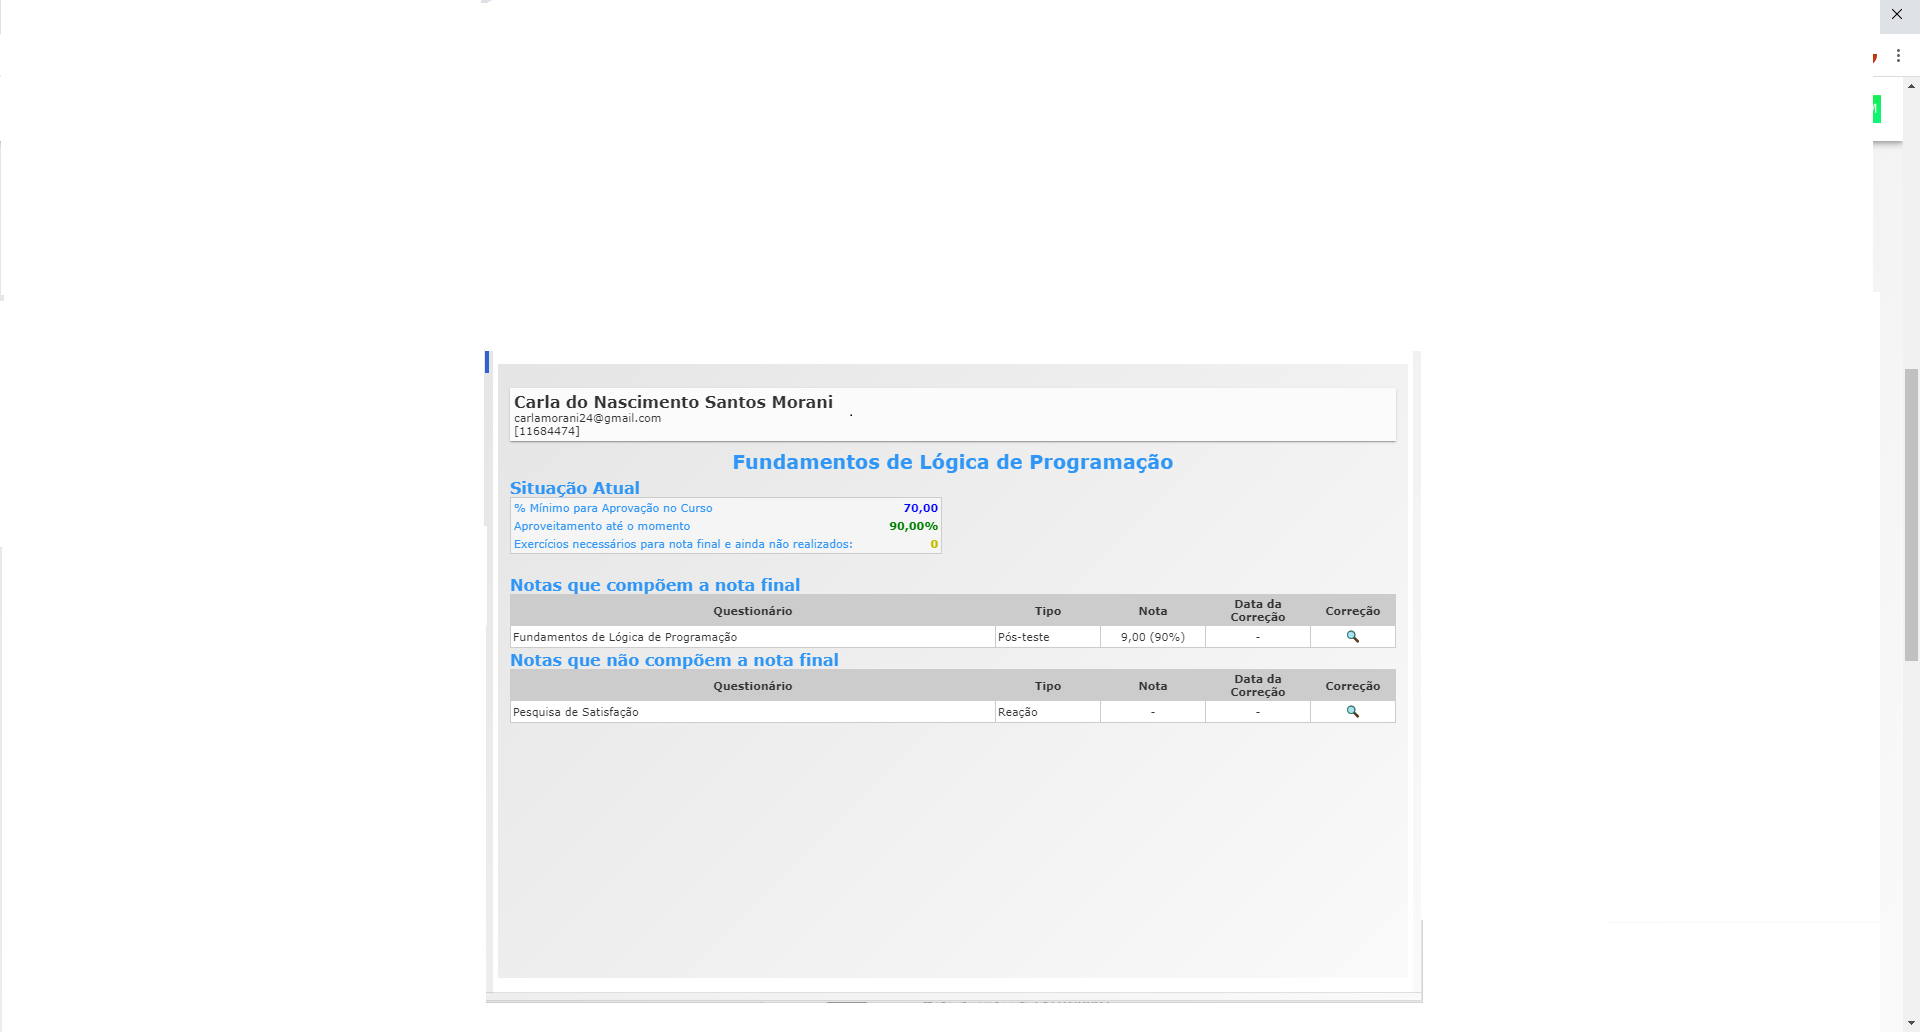 Carla do Nascimento Santos Morani
carlamorani24@gmail.com
[11684474]
Fundamentos de Lógica de Programação
Situação Atual
% Mínimo para Aprovação no Curso 70,00
Aproveitamento até o momento 90,00%
Exercícios necessários para nota final e ainda não realizados: 0
Notas que compõem a nota final
Questionário Tipo Nota Data da Correção Correção
Fundamentos de Lógica de Programação Pós-teste 9,00 (90%) - 
Notas que não compõem a nota final
Questionário Tipo Nota Data da Correção Correção
Pesquisa de Satisfação Reação - -